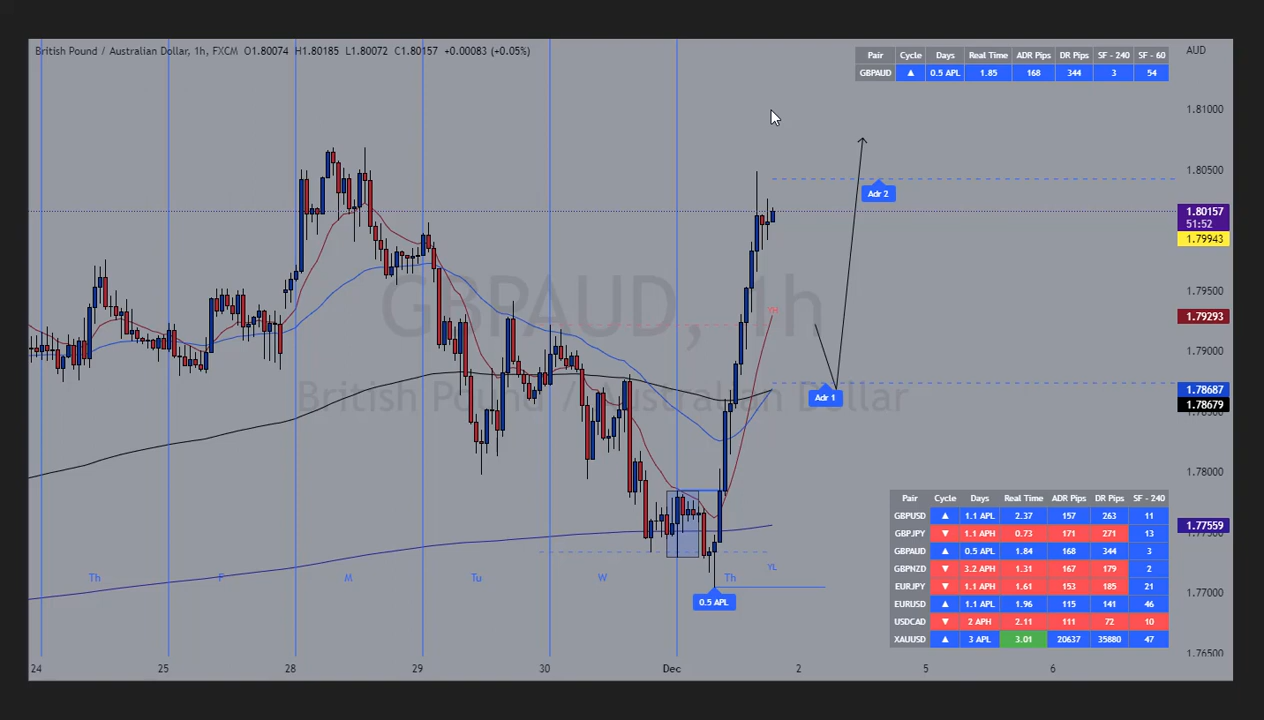 British Pound / Australian Dollar, 1h, FXCM O1.80074 H1.80185 L1.80072 C1.80157 +0.00083 (+0.05%)
AUD
Pair Cycle Days Real Time ADR Pips DR Pips SF - 240 SF - 60
GBPAUD ▲ 0.5 APL 1.85 168 344 3 54
1.81000
1.80500
Adr 2
1.80157
51:52
1.79943
GBPAUD, 1h
1.79500
YH
1.79293
1.79000
British Pound / Australian Dollar
Adr 1
1.78687
1.78679
1.78500
1.78000
1.77559
1.77500
1.77000
1.76500
Pair Cycle Days Real Time ADR Pips DR Pips SF - 240
GBPUSD ▲ 1.1 APL 2.37 157 263 11
GBPJPY ▼ 1.1 APH 0.73 171 271 13
GBPAUD ▲ 0.5 APL 1.84 168 344 3
GBPNZD ▼ 3.2 APH 1.31 167 179 2
EURJPY ▼ 1.1 APH 1.61 153 185 21
EURUSD ▲ 1.1 APL 1.96 115 141 46
USDCAD ▼ 2 APH 2.11 111 72 10
XAUUSD ▲ 3 APL 3.01 20637 35880 47
YL
Th F M Tu W Th
0.5 APL
24 25 28 29 30 Dec 2 5 6